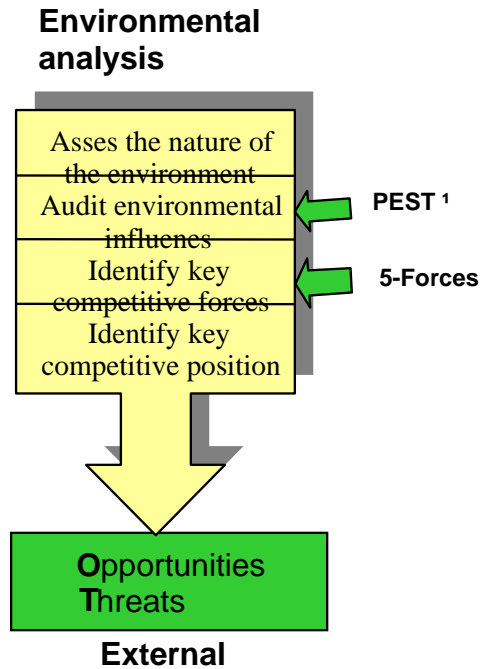 Environmental
analysis
Asses the nature of
the environment
Audit environmental
influenes
Identify key
competitive forces
Identify key
competitive position
PEST ¹
5-Forces
Opportunities
Threats
External